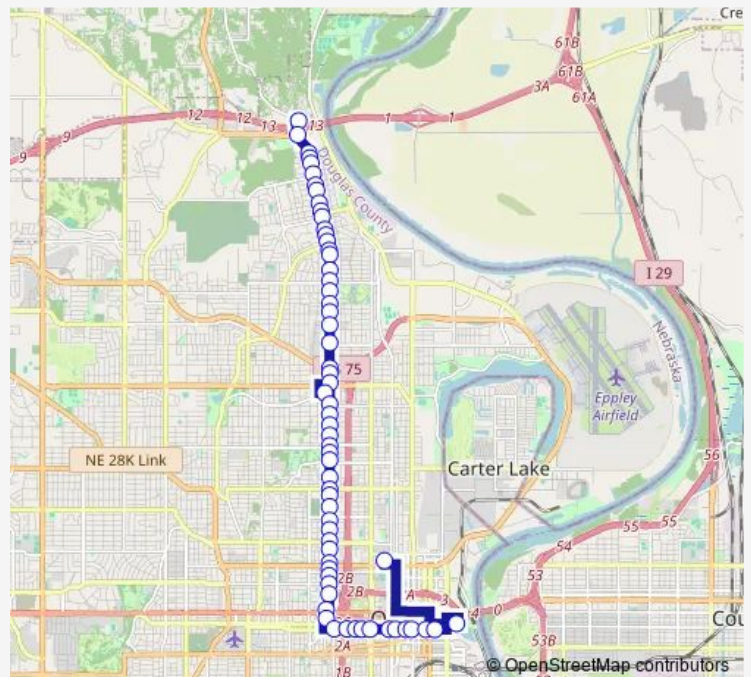 Cre
61B
61B
3A
61A
12
12
13
13
1
1
9
9
Douglas County
I 29
Nebraska
75
Eppley
Airfield
NE 28K Link
Carter Lake
56
55
55
54
53
2B
2B
3
4
0
Cou
53B
2A
1B
© OpenStreetMap contributors